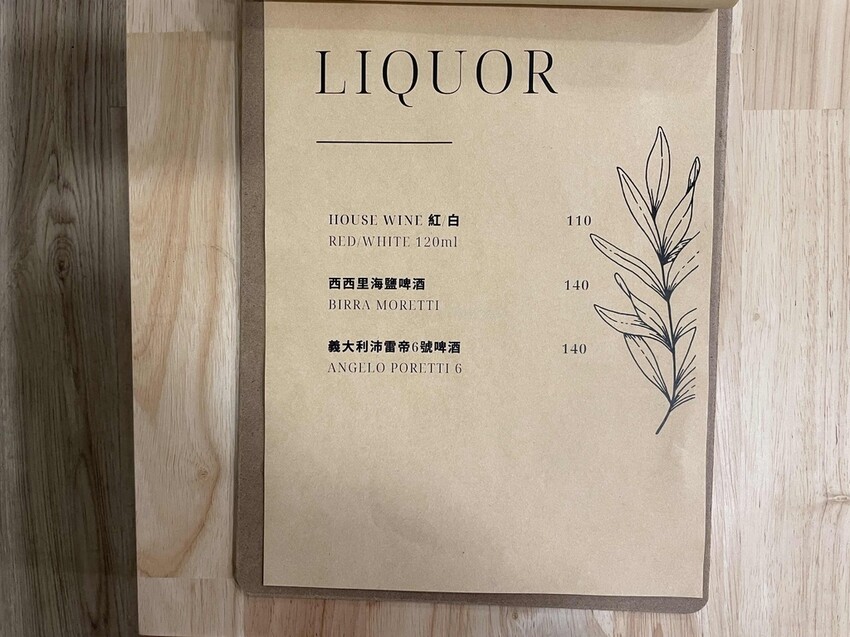 LIQUOR
HOUSE WINE 紅/白 110
RED/WHITE 120ml
西西里海鹽啤酒 140
BIRRA MORETTI
義大利沛雷帝6號啤酒 140
ANGELO PORETTI 6